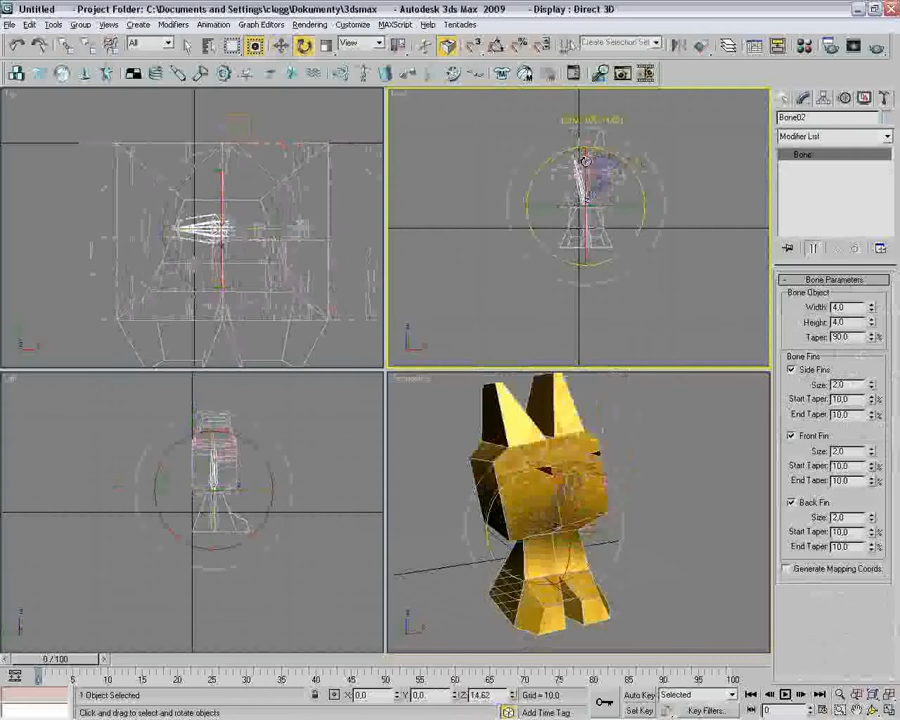 Untitled - Project Folder: C:\Documents and Settings\clegg\Dokumenty\3dsmax - Autodesk 3ds Max 2009 - Display : Direct 3D
File Edit Tools Group Views Create Modifiers Animation Graph Editors Rendering Customize MAXScript Help Tentacles
All View Create Selection Set
Bone02
Modifier List
Bone
- Bone Parameters
Bone Object
Width: 4,0
Height: 4,0
Taper: 90,0 %
Bone Fins
Side Fins
Size: 2,0
Start Taper: 10,0 %
End Taper: 10,0 %
Front Fin
Size: 2,0
Start Taper: 10,0 %
End Taper: 10,0 %
Back Fin
Size: 2,0
Start Taper: 10,0 %
End Taper: 10,0 %
Generate Mapping Coords.
0 / 100
5 10 15 20 25 30 35 40 45 50 55 60 65 70 75 80 85 90 95 100
1 Object Selected X: 0,0 Y: 0,0 Z: 14,62 Grid = 10,0 Auto Key Selected
Click and drag to select and rotate objects Add Time Tag Set Key Key Filters... 0